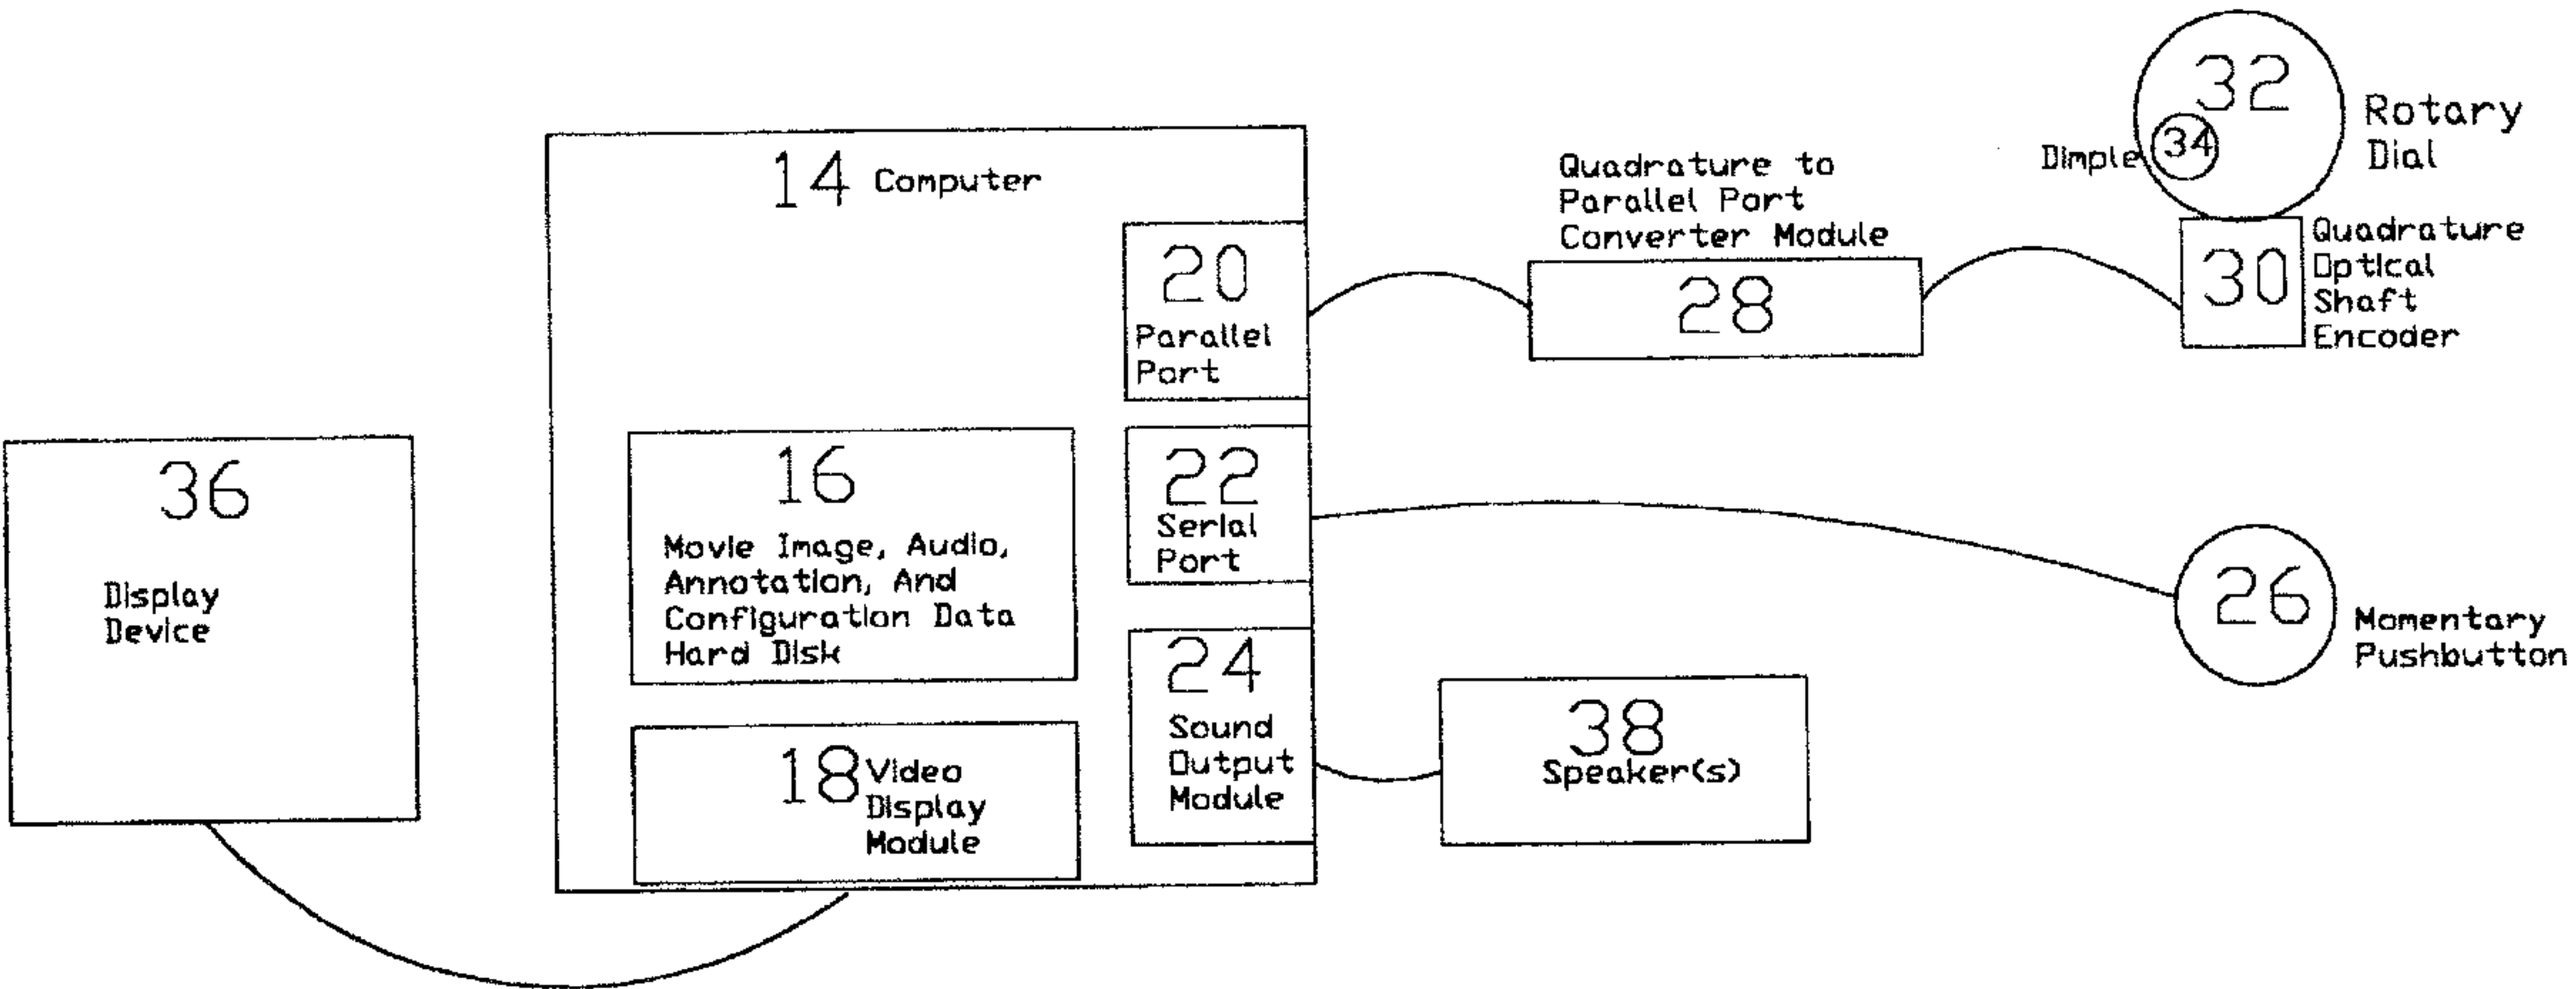 36
Display
Device
14 Computer
16
Movie Image, Audio,
Annotation, And
Configuration Data
Hard Disk
18 Video
Display
Module
20
Parallel
Port
22
Serial
Port
24
Sound
Output
Module
Quadrature to
Parallel Port
Converter Module
28
32
Rotary
Dial
Dimple 34
30
Quadrature
Optical
Shaft
Encoder
26
Momentary
Pushbutton
38
Speaker(s)